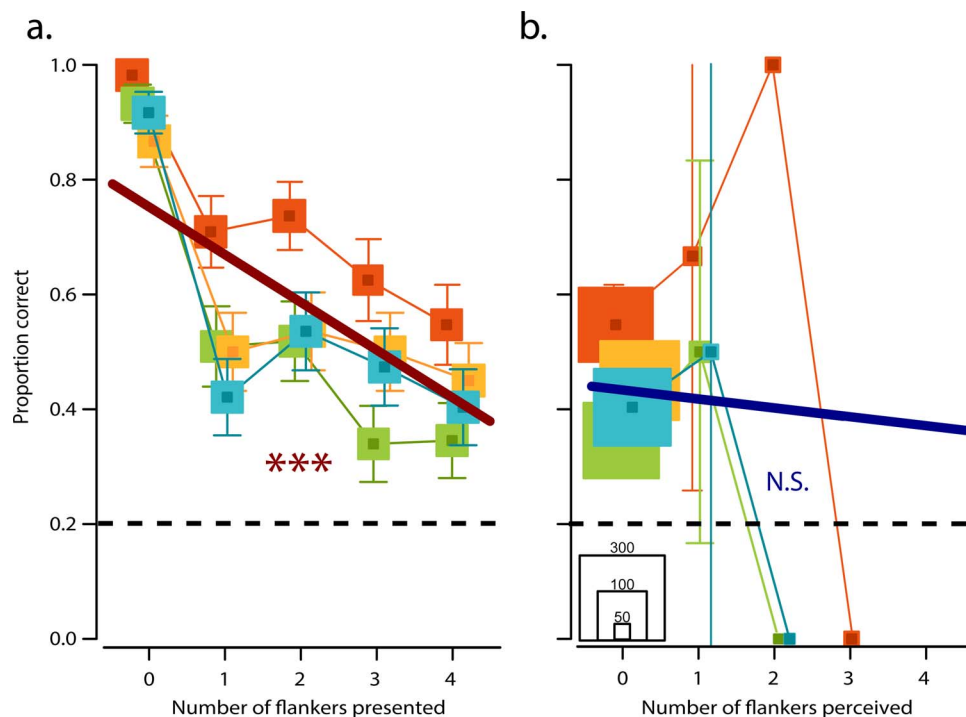 a.
Proportion correct
1.0
0.8
0.6
0.4
0.2
0.0
***
0 1 2 3 4
Number of flankers presented
b.
N.S.
300
100
50
0 1 2 3 4
Number of flankers perceived